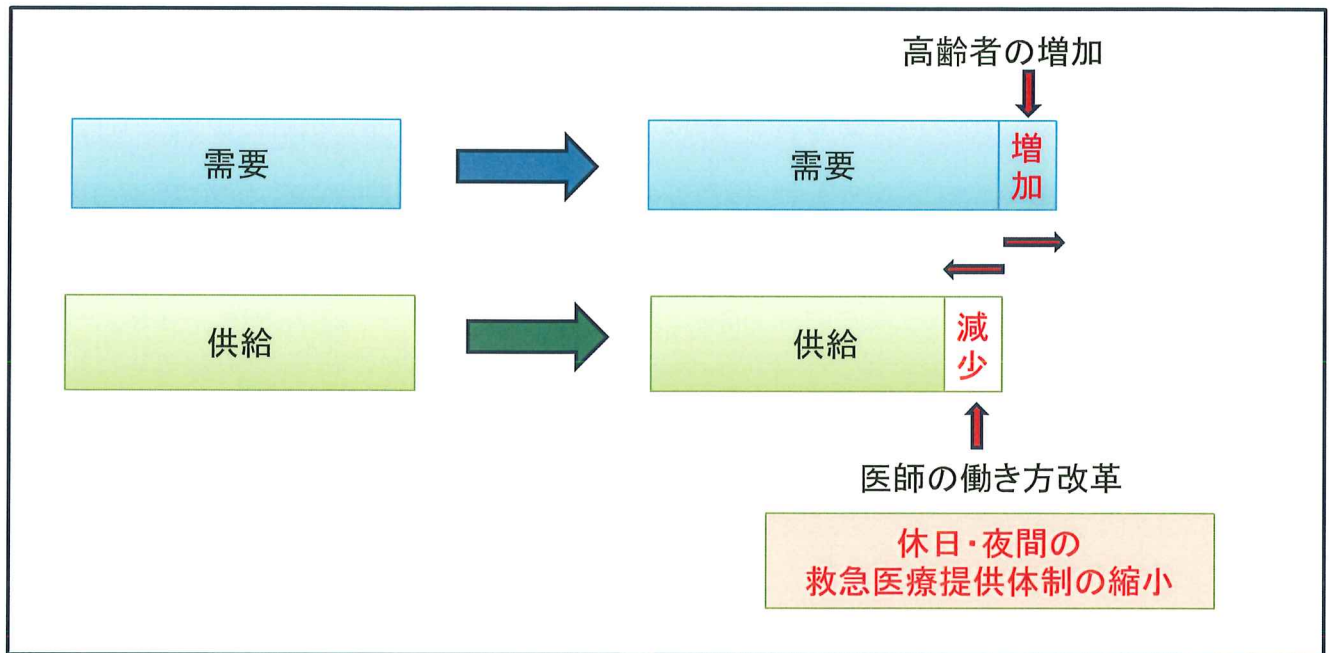 高齢者の増加
需要
需要
増加
供給
供給
減少
医師の働き方改革
休日・夜間の
救急医療提供体制の縮小